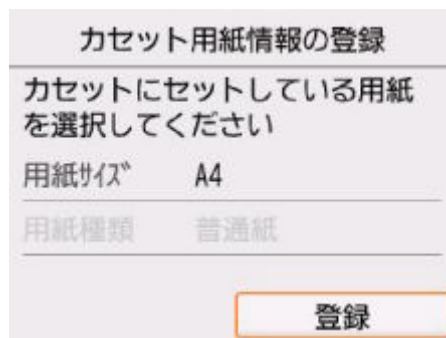 カセット用紙情報の登録
カセットにセットしている用紙
を選択してください
用紙ｻｲｽﾞ A4
用紙種類 普通紙
登録